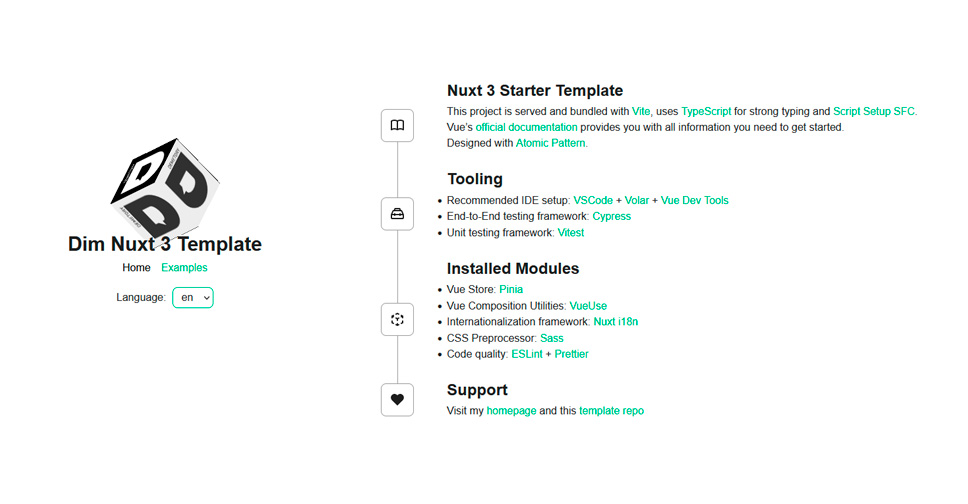 Dim Nuxt 3 Template
Home Examples
Language: en
Nuxt 3 Starter Template
This project is served and bundled with Vite, uses TypeScript for strong typing and Script Setup SFC.
Vue's official documentation provides you with all information you need to get started.
Designed with Atomic Pattern.
Tooling
Recommended IDE setup: VSCode + Volar + Vue Dev Tools
End-to-End testing framework: Cypress
Unit testing framework: Vitest
Installed Modules
Vue Store: Pinia
Vue Composition Utilities: VueUse
Internationalization framework: Nuxt i18n
CSS Preprocessor: Sass
Code quality: ESLint + Prettier
Support
Visit my homepage and this template repo